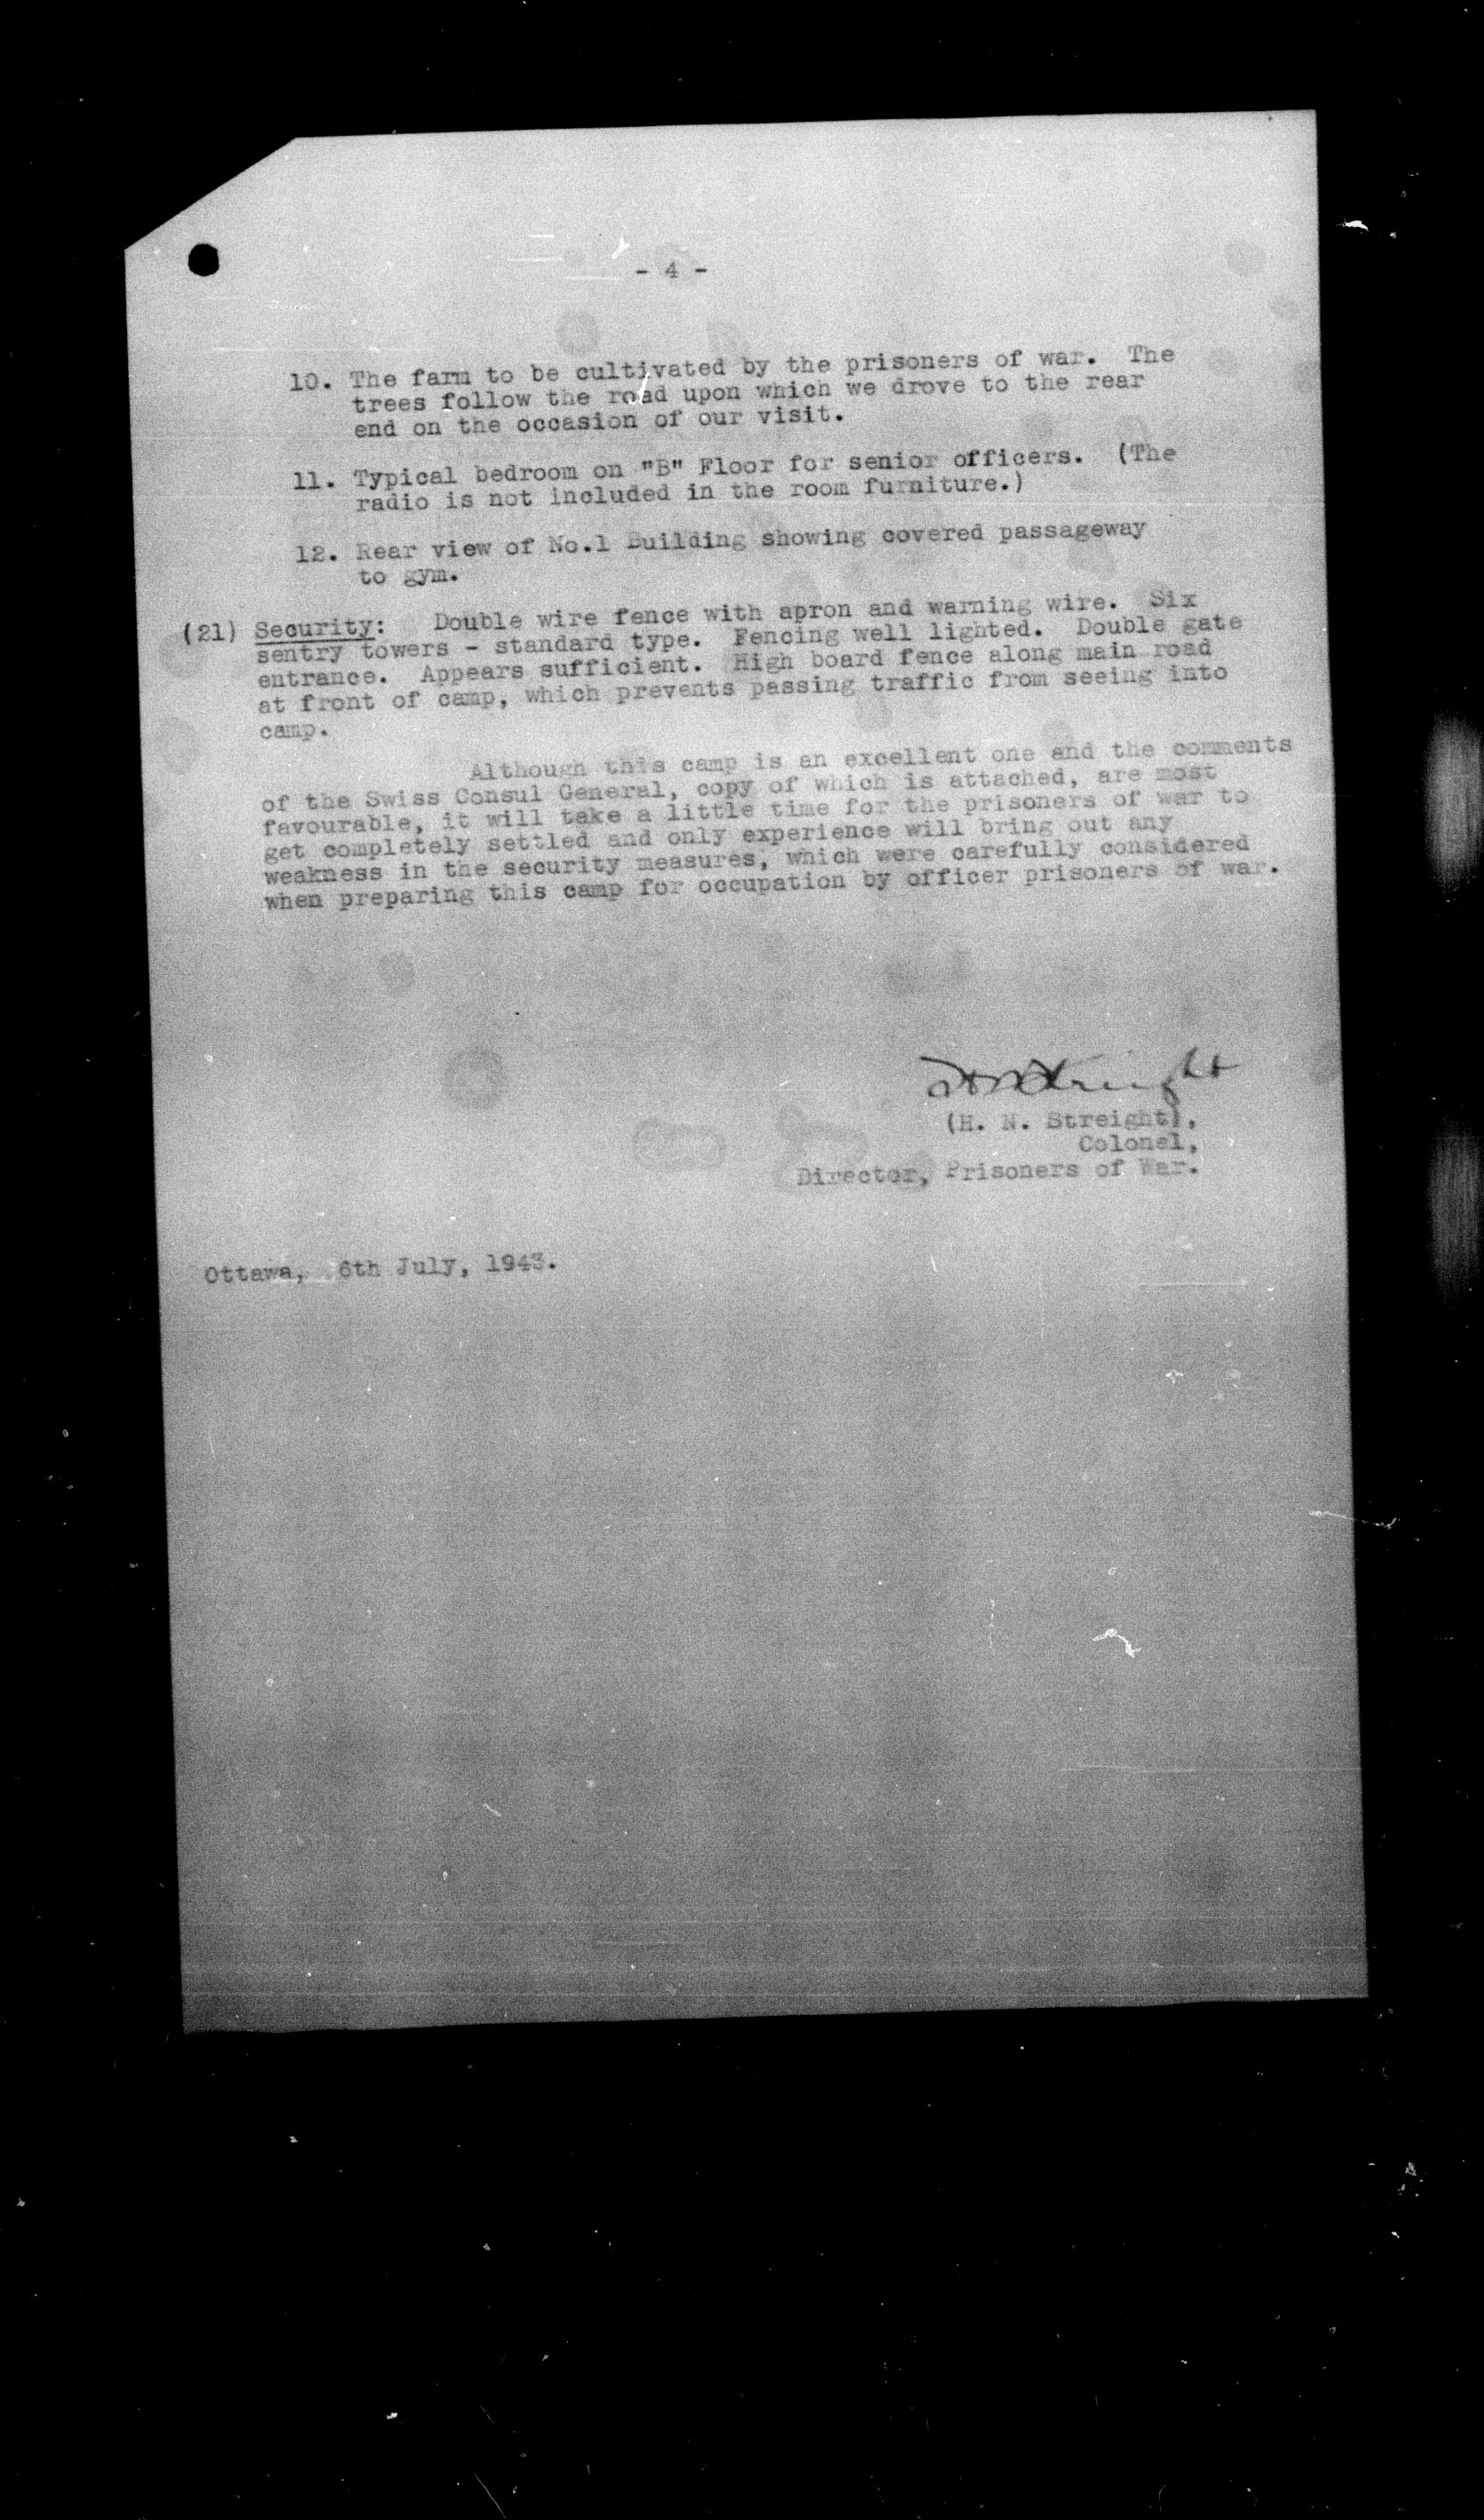 - 4 -
10. The farm to be cultivated by the prisoners of war. The
trees follow the road upon which we drove to the rear
end on the occasion of our visit.
11. Typical bedroom on "B" Floor for senior officers. (The
radio is not included in the room furniture.)
12. Rear view of No.1 Building showing covered passageway
to gym.
(21) Security: Double wire fence with apron and warning wire. Six
sentry towers - standard type. Fencing well lighted. Double gate
entrance. Appears sufficient. High board fence along main road
at front of camp, which prevents passing traffic from seeing into
camp.
Although this camp is an excellent one and the comments
of the Swiss Consul General, copy of which is attached, are most
favourable, it will take a little time for the prisoners of war to
get completely settled and only experience will bring out any
weakness in the security measures, which were carefully considered
when preparing this camp for occupation by officer prisoners of war.
HNStreight
(H. N. Streight),
Colonel,
Director, Prisoners of War.
Ottawa, 6th July, 1943.